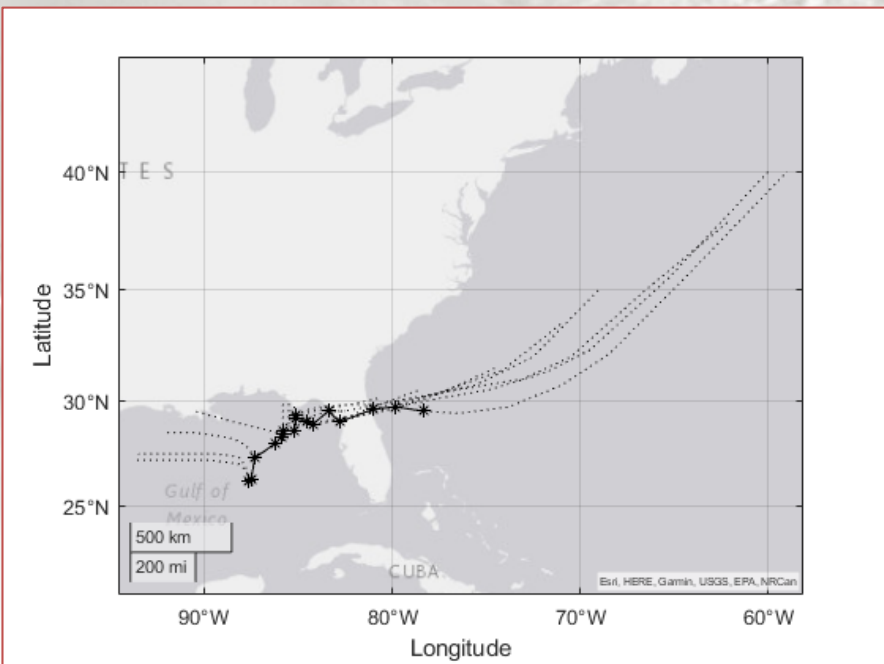 T E S
40°N
35°N
30°N
25°N
Latitude
Gulf of
Mexico
500 km
200 mi
CUBA
Esri, HERE, Garmin, USGS, EPA, NRCan
90°W 80°W 70°W 60°W
Longitude